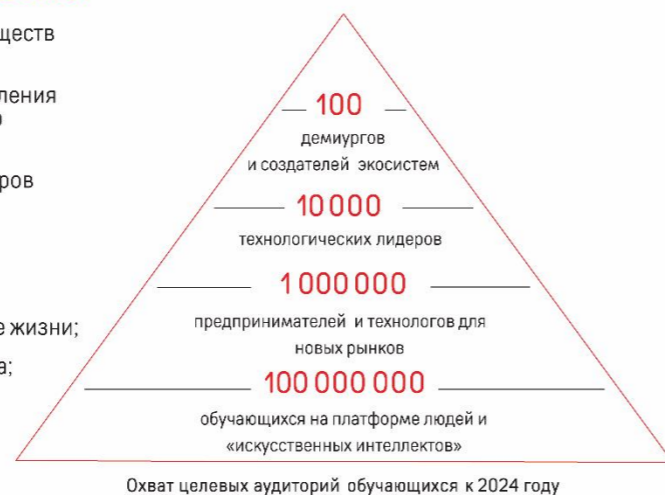 ществ
ления
ров
е жизни;
а;
100
демиургов
и создателей экосистем
10 000
технологических лидеров
1 000 000
предпринимателей и технологов для
новых рынков
100 000 000
обучающихся на платформе людей и
«искусственных интеллектов»
Охват целевых аудиторий обучающихся к 2024 году